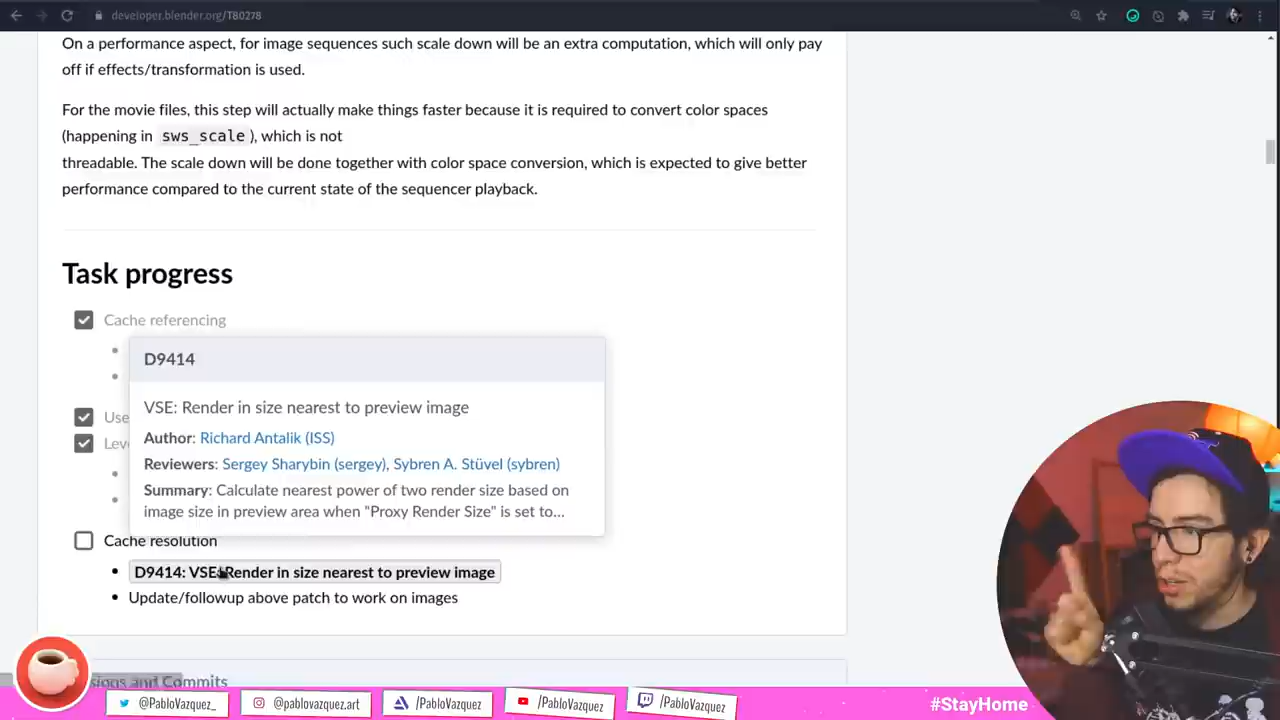 developer.blender.org/T80278
On a performance aspect, for image sequences such scale down will be an extra computation, which will only pay
off if effects/transformation is used.
For the movie files, this step will actually make things faster because it is required to convert color spaces
(happening in sws_scale ), which is not
threadable. The scale down will be done together with color space conversion, which is expected to give better
performance compared to the current state of the sequencer playback.
Task progress
Cache referencing
D9414
VSE: Render in size nearest to preview image
Use
Author: Richard Antalik (ISS)
Leve
Reviewers: Sergey Sharybin (sergey), Sybren A. Stüvel (sybren)
Summary: Calculate nearest power of two render size based on
image size in preview area when "Proxy Render Size" is set to...
Cache resolution
D9414: VSE: Render in size nearest to preview image
Update/followup above patch to work on images
sions and Commits
@PabloVazquez_
@pablovazquez.art
/PabloVazquez
/PabloVazquez
/PabloVazquez
#StayHome